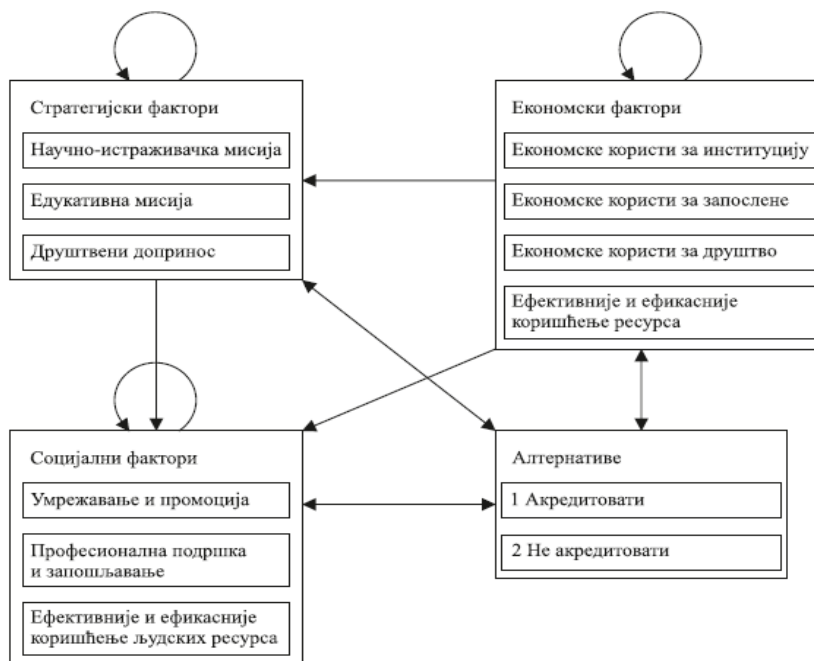 Стратегијски фактори
Научно-истраживачка мисија
Едукативна мисија
Друштвени допринос
Економски фактори
Економске користи за институцију
Економске користи за запослене
Економске користи за друштво
Ефективније и ефикасније
коришћење ресурса
Социјални фактори
Умрежавање и промоција
Професионална подршка
и запошљавање
Ефективније и ефикасније
коришћење људских ресурса
Алтернативе
1 Акредитовати
2 Не акредитовати